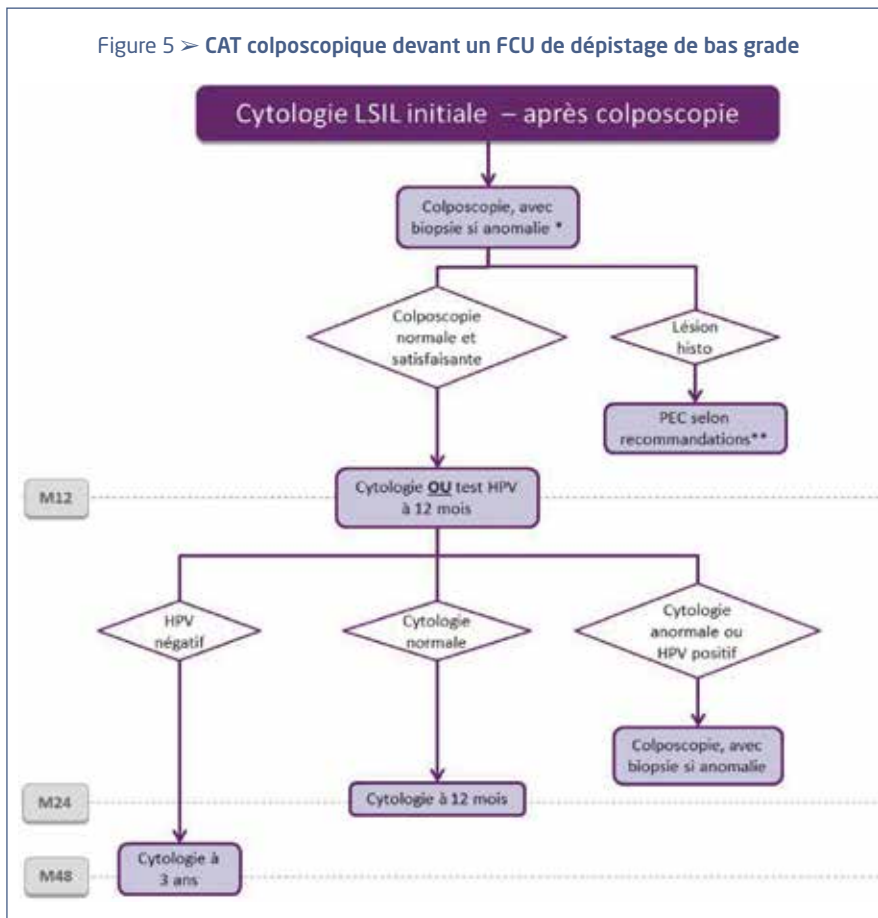 Figure 5 ➢ CAT colposcopique devant un FCU de dépistage de bas grade
Cytologie LSIL initiale – après colposcopie
Colposcopie, avec
biopsie si anomalie *
Colposcopie
normale et
satisfaisante
Lésion
histo
PEC selon
recommandations**
M12
Cytologie OU test HPV
à 12 mois
HPV
négatif
Cytologie
normale
Cytologie
anormale ou
HPV positif
Colposcopie, avec
biopsie si anomalie
M24
Cytologie à 12 mois
M48
Cytologie à
3 ans